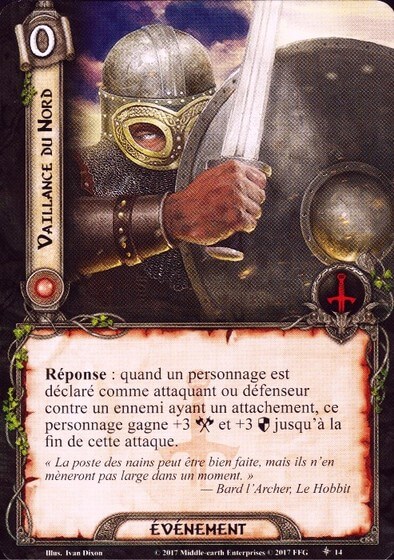 0
VAILLANCE DU NORD
Réponse : quand un personnage est
déclaré comme attaquant ou défenseur
contre un ennemi ayant un attachement, ce
personnage gagne +3 et +3 jusqu'à la
fin de cette attaque.
« La poste des nains peut être bien faite, mais ils n'en
mèneront pas large dans un moment. »
— Bard l'Archer, Le Hobbit
ÉVÉNEMENT
Illus. Ivan Dixon © 2017 Middle-earth Enterprises © 2017 FFG 14